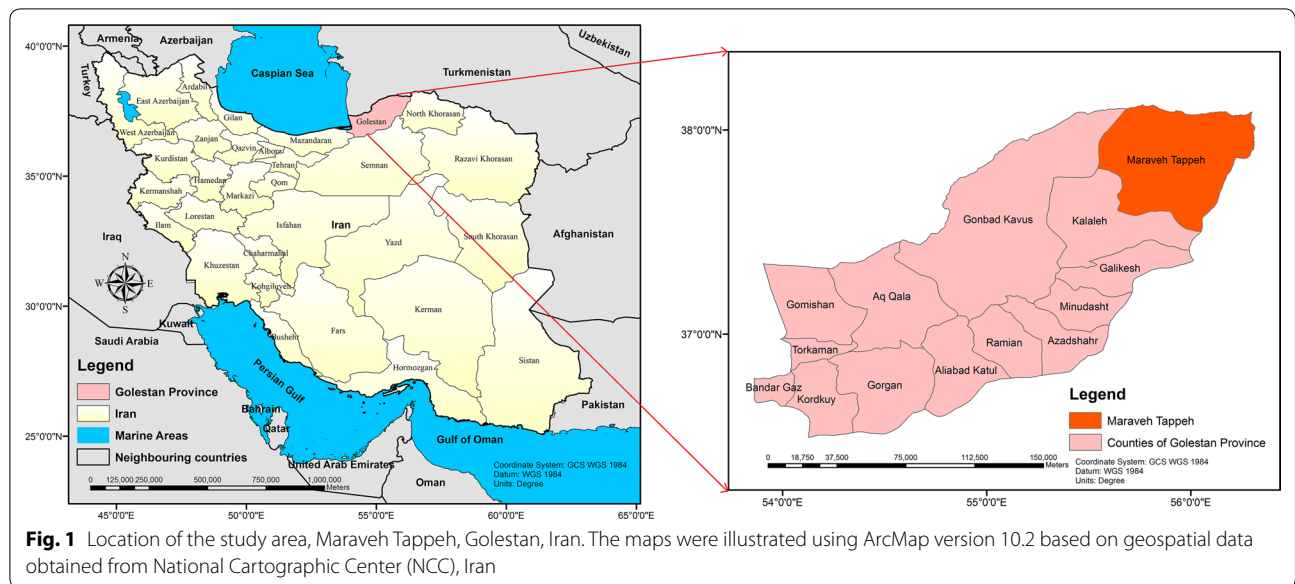 40°0'0"N
35°0'0"N
30°0'0"N
25°0'0"N
45°0'0"E
50°0'0"E
55°0'0"E
60°0'0"E
65°0'0"E
Armenia
Azerbaijan
Uzbekistan
Turkey
Caspian Sea
Turkmenistan
Ardabil
East Azerbaijan
Golestan
North Khorasan
West Azerbaijan
Gilan
Mazandaran
Zanjan
Qazvin
Alborz
Kurdistan
Tehran
Semnan
Razavi Khorasan
Hamedan
Qom
Kermanshah
Markazi
Lorestan
Ilam
Isfahan
Iran
South Khorasan
Afghanistan
Iraq
Yazd
Chaharmahal
Khuzestan
N
W
E
S
Kohgiluyeh
Kerman
Kuwait
Fars
Bushehr
Saudi Arabia
Sistan
Hormozgan
Persian Gulf
Pakistan
Bahrain
Qatar
Gulf of Oman
United Arab Emirates
Oman
Legend
Golestan Province
Iran
Marine Areas
Neighbouring countries
0 125,000 250,000 500,000 750,000 1,000,000
Meters
Coordinate System: GCS WGS 1984
Datum: WGS 1984
Units: Degree
38°0'0"N
37°0'0"N
54°0'0"E
55°0'0"E
56°0'0"E
Maraveh Tappeh
Gonbad Kavus
Kalaleh
Galikesh
Gomishan
Aq Qala
Minudasht
Torkaman
Ramian
Azadshahr
Bandar Gaz
Kordkuy
Gorgan
Aliabad Katul
Legend
Maraveh Tappeh
Counties of Golestan Province
Coordinate System: GCS WGS 1984
Datum: WGS 1984
Units: Degree
0 18,750 37,500 75,000 112,500 150,000
Meters
Fig. 1 Location of the study area, Maraveh Tappeh, Golestan, Iran. The maps were illustrated using ArcMap version 10.2 based on geospatial data
obtained from National Cartographic Center (NCC), Iran